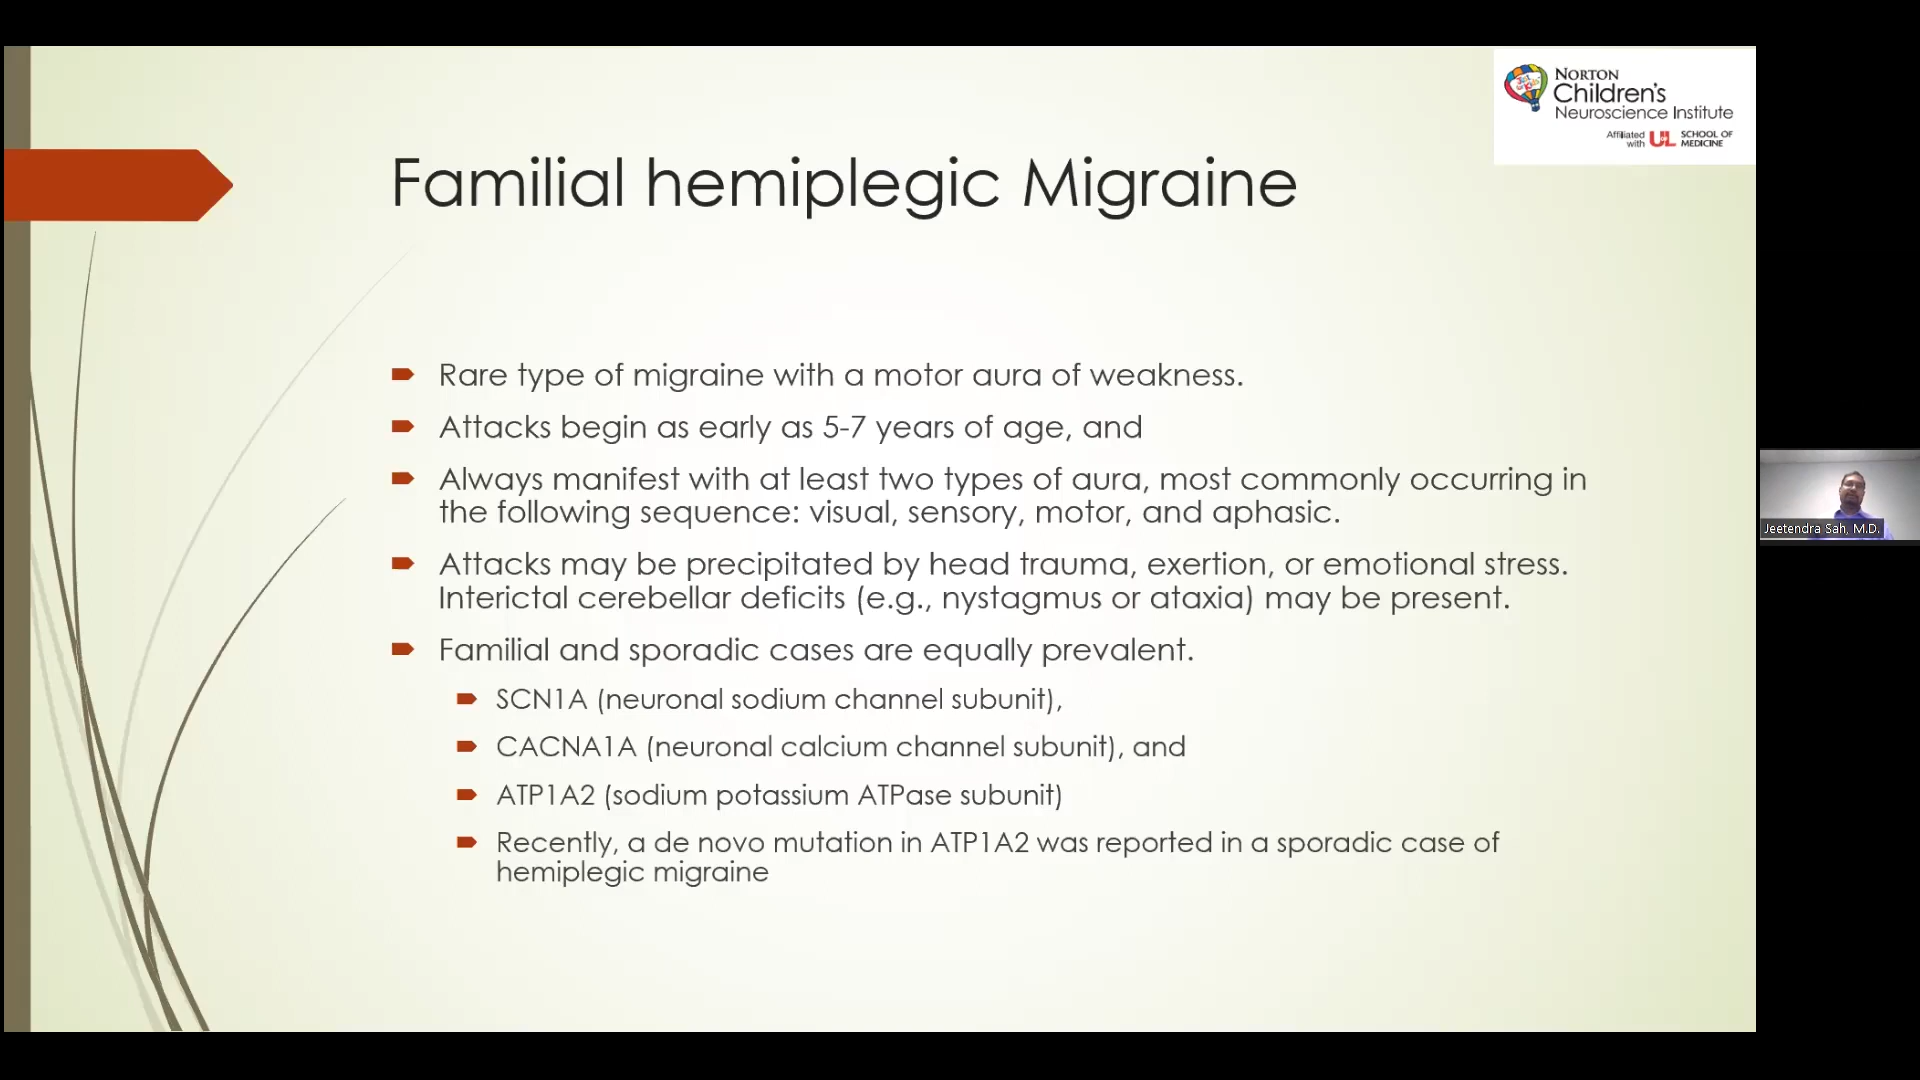 NORTON
Children's
Neuroscience Institute
Affiliated with UL SCHOOL OF MEDICINE
Familial hemiplegic Migraine
Rare type of migraine with a motor aura of weakness.
Attacks begin as early as 5-7 years of age, and
Always manifest with at least two types of aura, most commonly occurring in
the following sequence: visual, sensory, motor, and aphasic.
Attacks may be precipitated by head trauma, exertion, or emotional stress.
Interictal cerebellar deficits (e.g., nystagmus or ataxia) may be present.
Familial and sporadic cases are equally prevalent.
SCN1A (neuronal sodium channel subunit),
CACNA1A (neuronal calcium channel subunit), and
ATP1A2 (sodium potassium ATPase subunit)
Recently, a de novo mutation in ATP1A2 was reported in a sporadic case of
hemiplegic migraine
Jeetendra Sah, M.D.